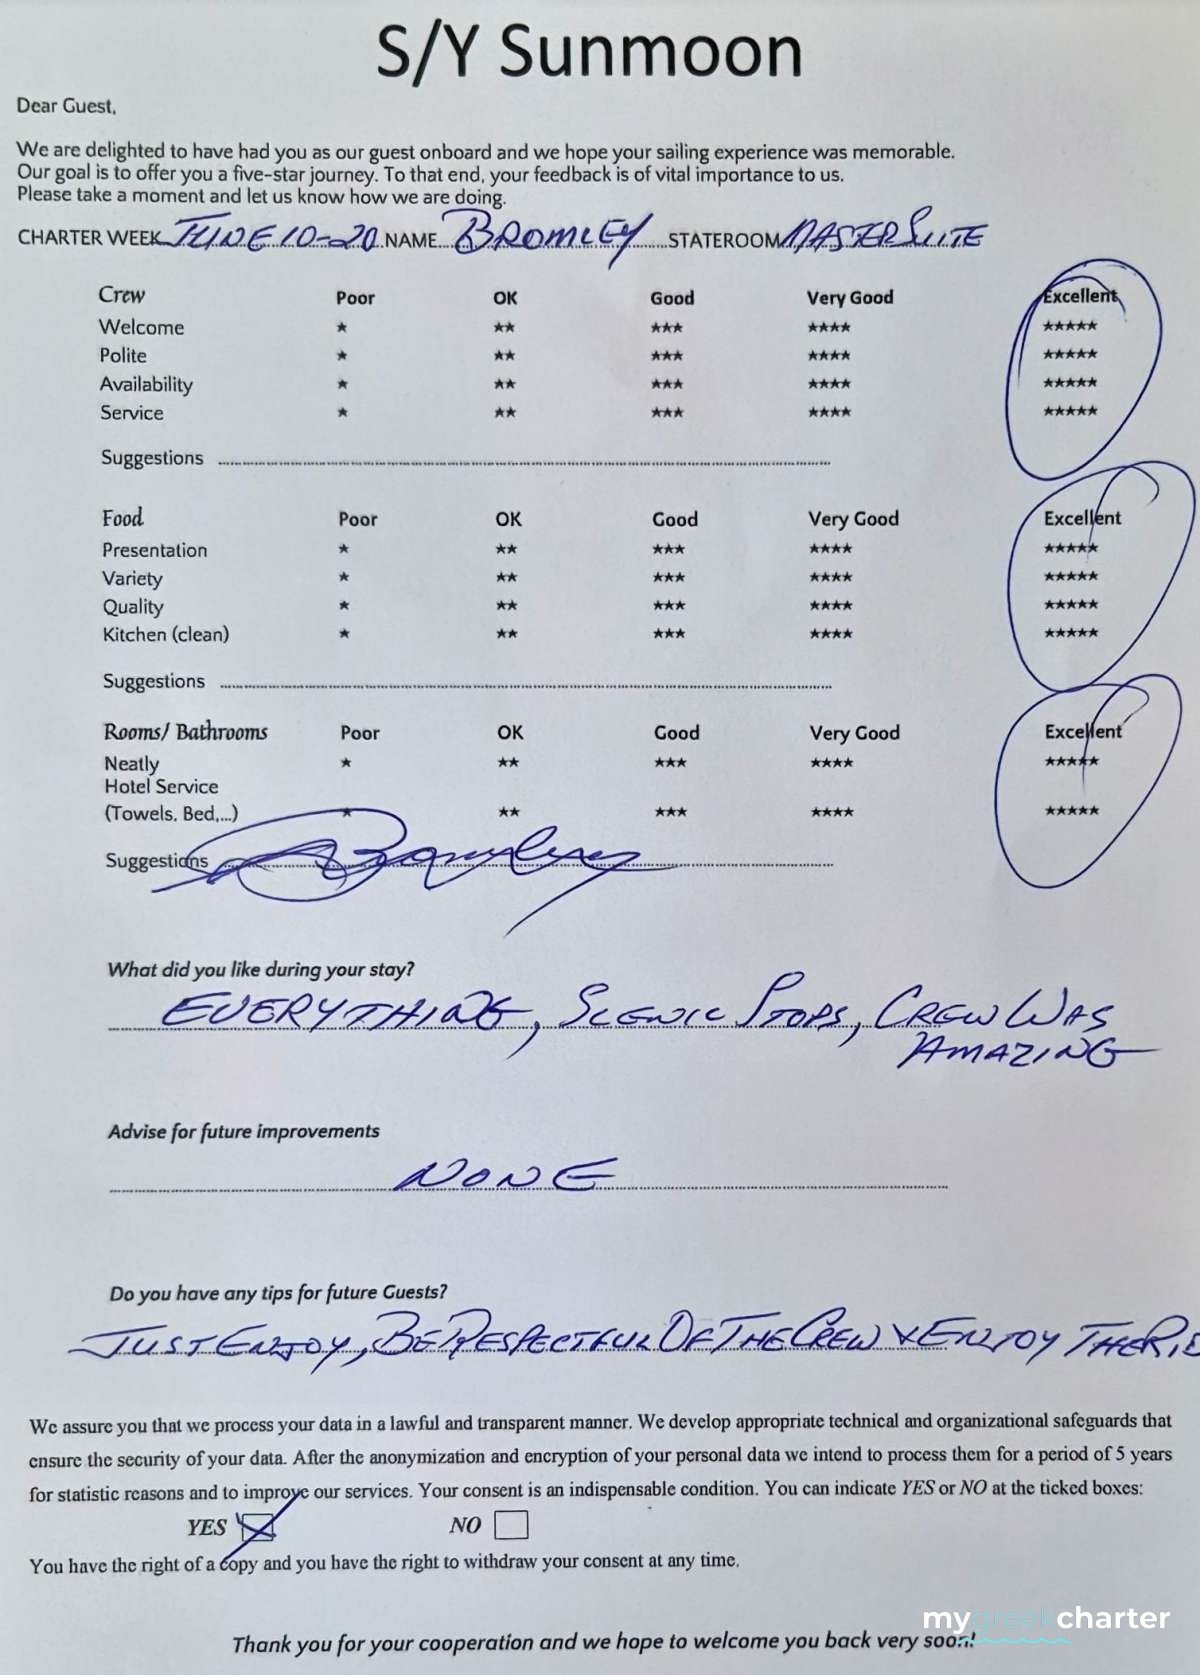 S/Y Sunmoon
Dear Guest,
We are delighted to have had you as our guest onboard and we hope your sailing experience was memorable.
Our goal is to offer you a five-star journey. To that end, your feedback is of vital importance to us.
Please take a moment and let us know how we are doing.
CHARTER WEEK JUNE 10-20 NAME BROMLEY STATEROOM MASTER SUITE
Crew Poor OK Good Very Good Excellent
Welcome ★ ★★ ★★★ ★★★★ ★★★★★
Polite ★ ★★ ★★★ ★★★★ ★★★★★
Availability ★ ★★ ★★★ ★★★★ ★★★★★
Service ★ ★★ ★★★ ★★★★ ★★★★★
Suggestions
Food Poor OK Good Very Good Excellent
Presentation ★ ★★ ★★★ ★★★★ ★★★★★
Variety ★ ★★ ★★★ ★★★★ ★★★★★
Quality ★ ★★ ★★★ ★★★★ ★★★★★
Kitchen (clean) ★ ★★ ★★★ ★★★★ ★★★★★
Suggestions
Rooms/ Bathrooms Poor OK Good Very Good Excellent
Neatly ★ ★★ ★★★ ★★★★ ★★★★★
Hotel Service
(Towels, Bed,...) ★ ★★ ★★★ ★★★★ ★★★★★
Suggestions Bromley
What did you like during your stay?
EVERYTHING, SCENIC STOPS, CREW WAS
AMAZING
Advise for future improvements
NONE
Do you have any tips for future Guests?
JUST ENJOY, BE RESPECTFUL OF THE CREW & ENJOY THE
We assure you that we process your data in a lawful and transparent manner. We develop appropriate technical and organizational safeguards that
ensure the security of your data. After the anonymization and encryption of your personal data we intend to process them for a period of 5 years
for statistic reasons and to improve our services. Your consent is an indispensable condition. You can indicate YES or NO at the ticked boxes:
YES NO
You have the right of a copy and you have the right to withdraw your consent at any time.
mygreekcharter
Thank you for your cooperation and we hope to welcome you back very soon!